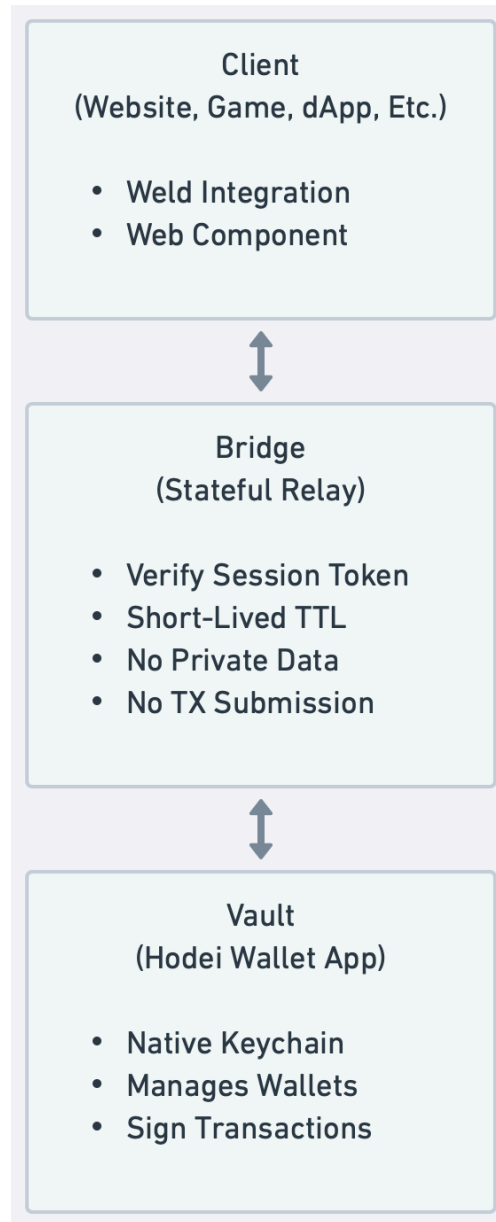 Client
(Website, Game, dApp, Etc.)
• Weld Integration
• Web Component
Bridge
(Stateful Relay)
• Verify Session Token
• Short-Lived TTL
• No Private Data
• No TX Submission
Vault
(Hodei Wallet App)
• Native Keychain
• Manages Wallets
• Sign Transactions